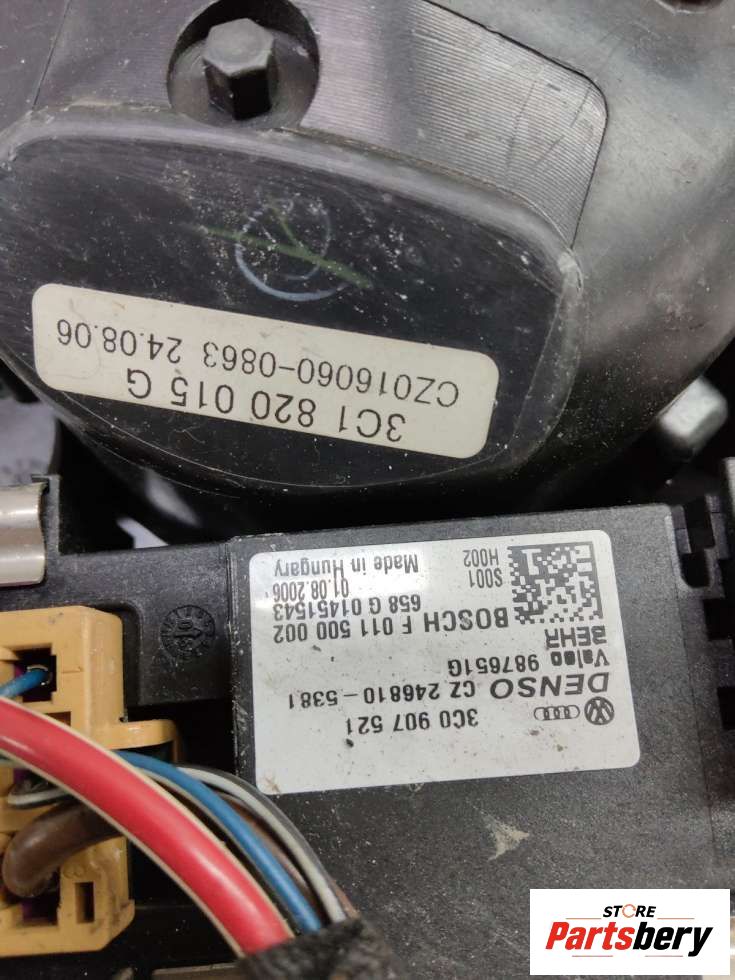 3C1 820 015 G
CZ016060-0863 24.08.06
3C0 907 521
DENSO CZ 246810-5381
Valeo 987651G
BEHR
BOSCH F 011 500 002
658 G 01451543
01.08.2006
Made in Hungary
S001
H002
STORE
Partsbery